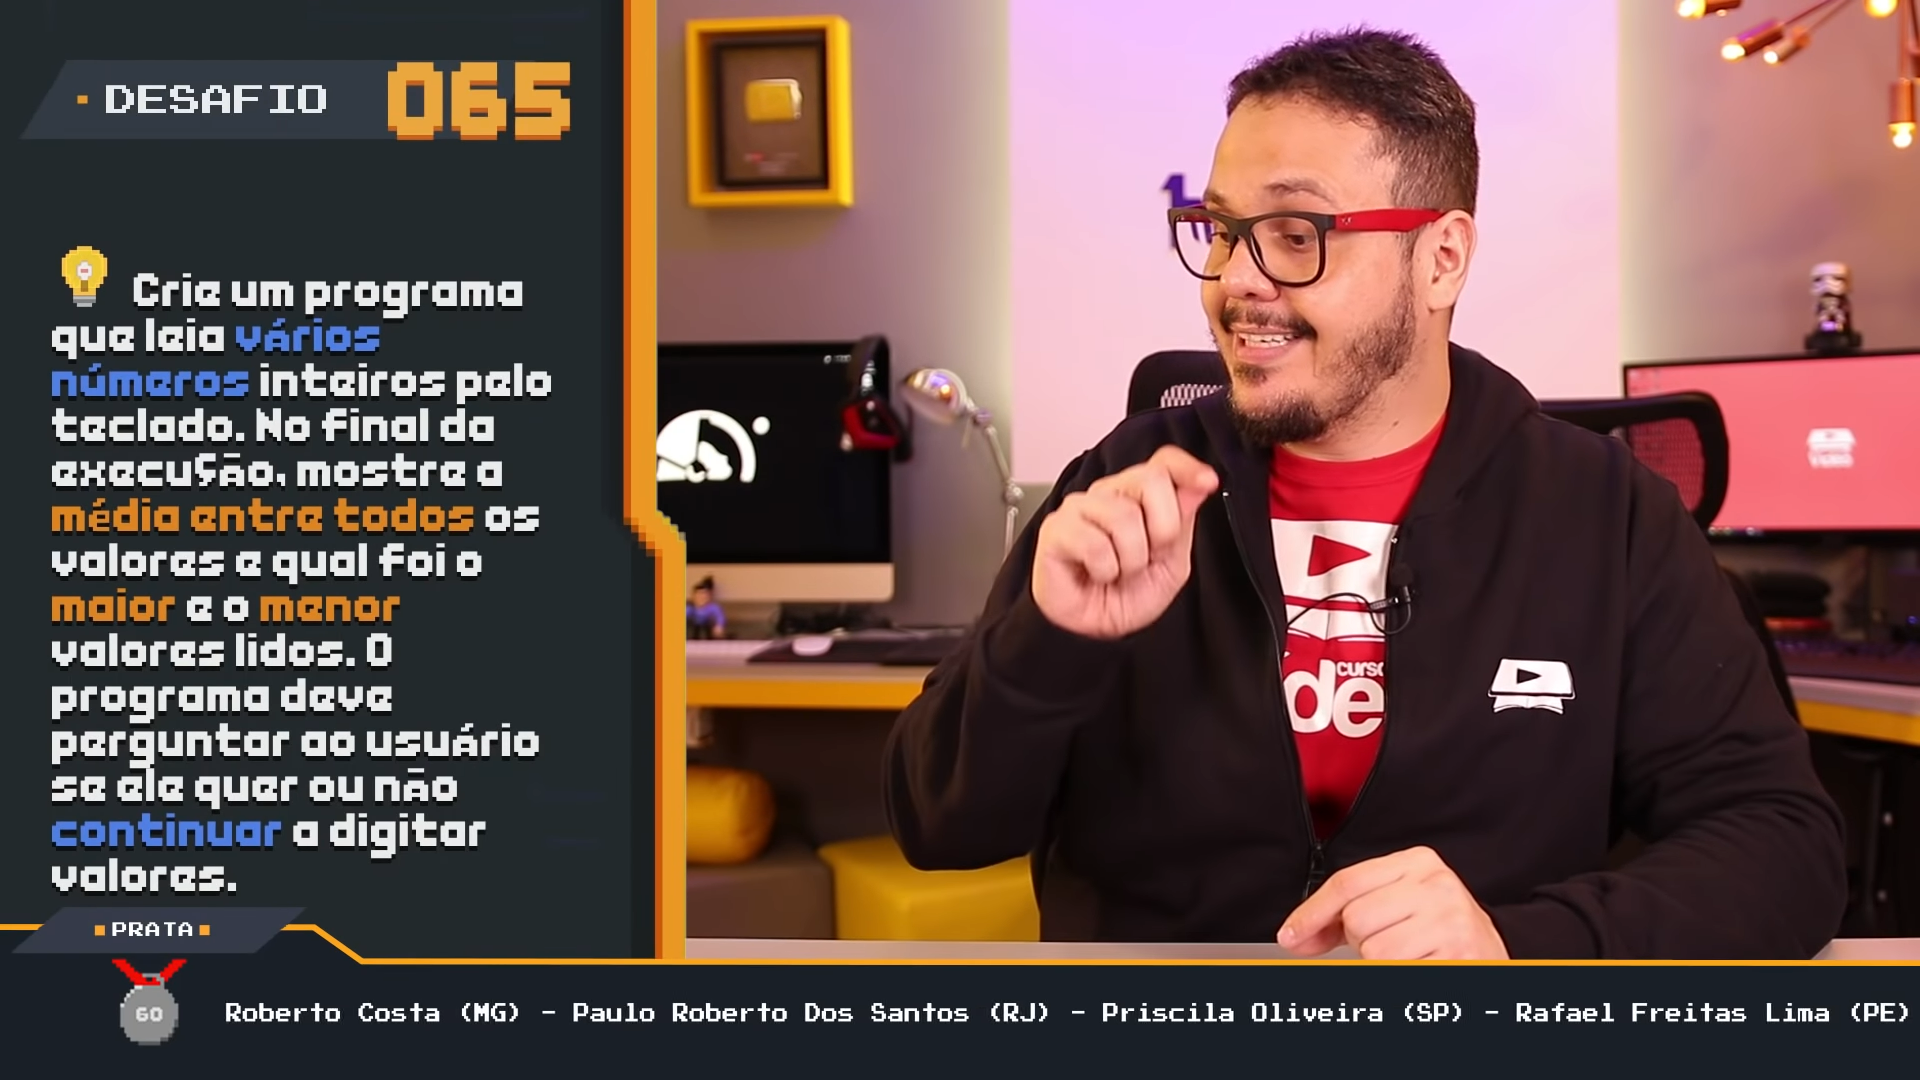 DESAFIO 065
Crie um programa
que leia vários
números inteiros pelo
teclado. No final da
execução, mostre a
média entre todos os
valores e qual foi o
maior e o menor
valores lidos. O
programa deve
perguntar ao usuário
se ele quer ou não
continuar a digitar
valores.
PRATA
GO
Roberto Costa (MG) - Paulo Roberto Dos Santos (RJ) - Priscila Oliveira (SP) - Rafael Freitas Lima (PE)
curso
de